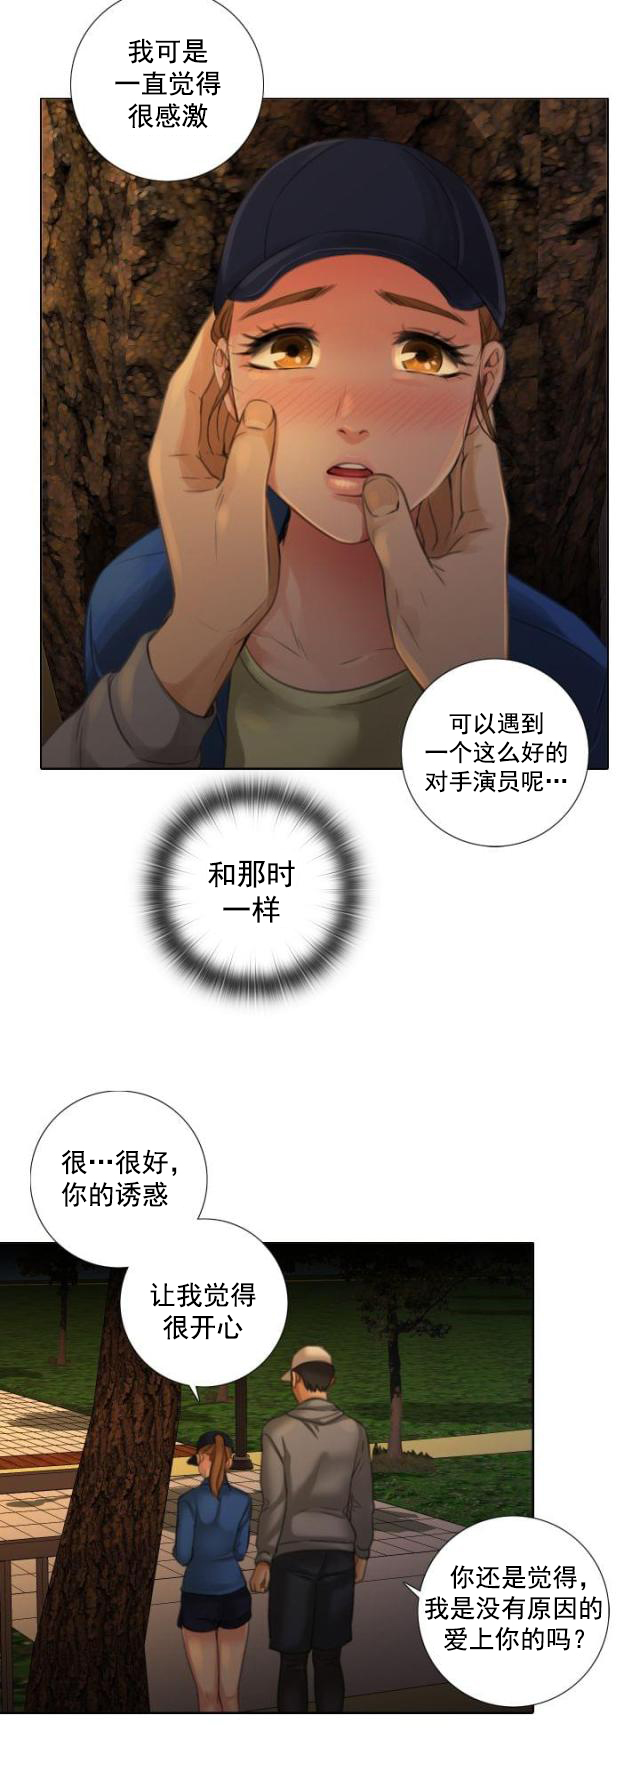 我可是
一直觉得
很感激
可以遇到
一个这么好的
对手演员呢…
和那时
一样
很…很好，
你的诱惑
让我觉得
很开心
你还是觉得，
我是没有原因的
爱上你的吗？